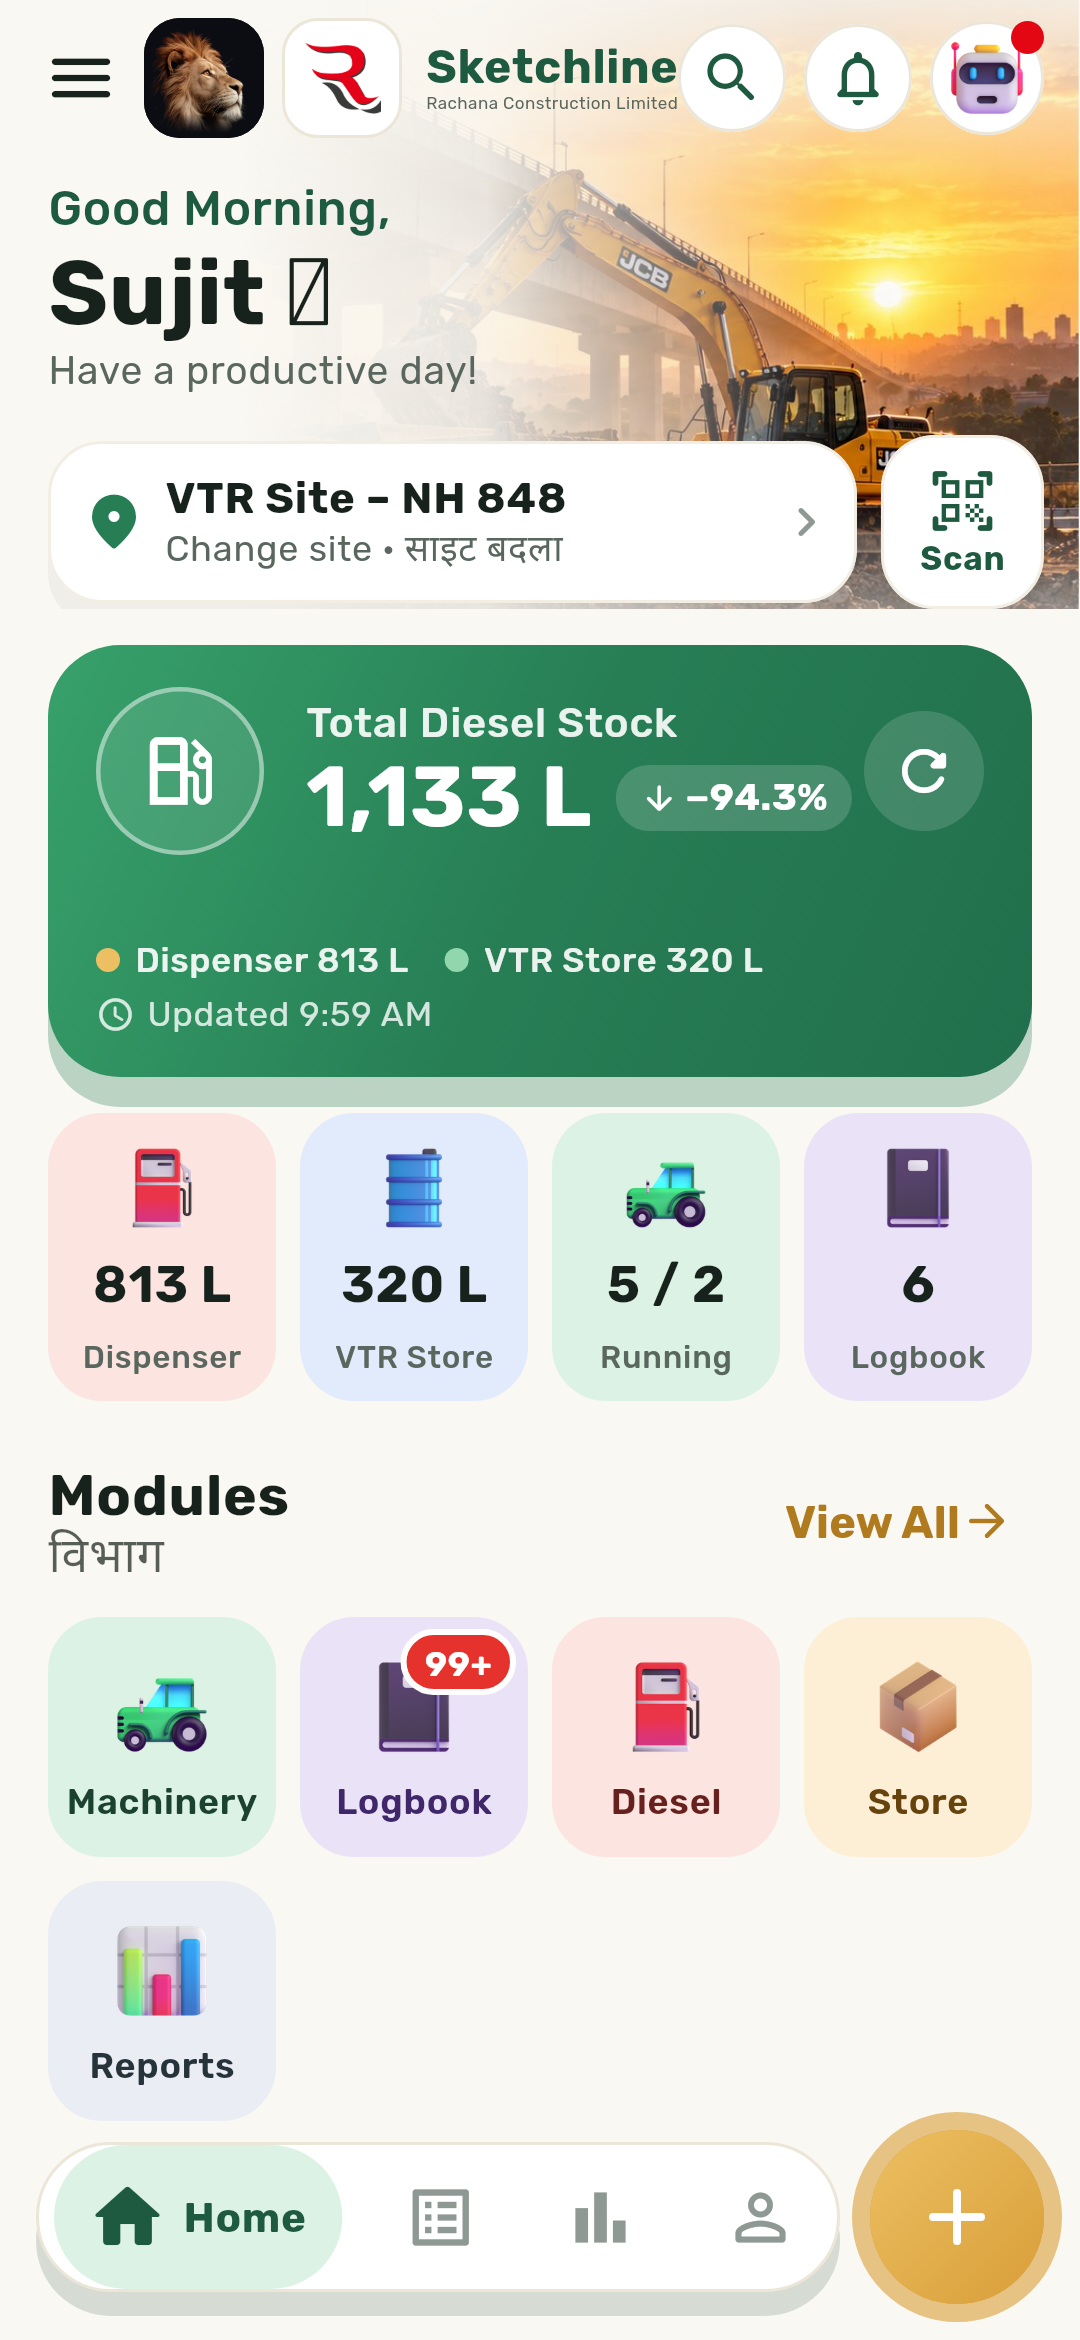 Sketchline
Rachana Construction Limited
Good Morning,
Sujit
Have a productive day!
JCB
VTR Site – NH 848
Change site • साइट बदला
Scan
Total Diesel Stock
1,133 L
−94.3%
Dispenser 813 L
VTR Store 320 L
Updated 9:59 AM
813 L
Dispenser
320 L
VTR Store
5 / 2
Running
6
Logbook
Modules
विभाग
View All
Machinery
99+
Logbook
Diesel
Store
Reports
Home